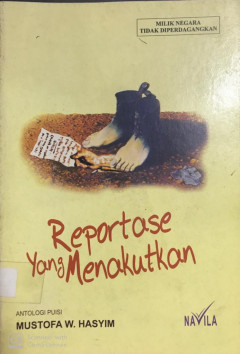 MILIK NEGARA
TIDAK DIPERDAGANGKAN
Reportase
Yang Menakutkan
ANTOLOGI PUISI
MUSTOFA W. HASYIM
NAVILA